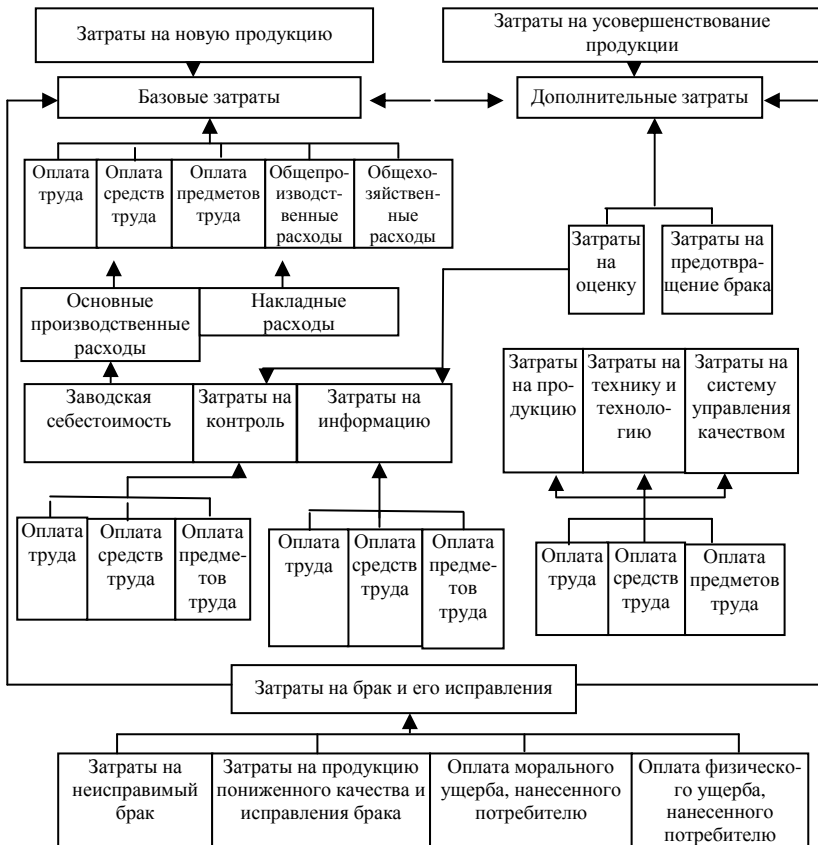 Затраты на новую продукцию
Затраты на усовершенствование
продукции
Базовые затраты
Дополнительные затраты
Оплата
труда
Оплата
средств
труда
Оплата
предметов
труда
Общепро-
изводст-
венные
расходы
Общехо-
зяйствен-
ные
расходы
Затраты
на
оценку
Затраты на
предотвра-
щение брака
Основные
производственные
расходы
Накладные
расходы
Заводская
себестоимость
Затраты на
контроль
Затраты на
информацию
Затраты
на про-
дукцию
Затраты на
технику и
техноло-
гию
Затраты на
систему
управления
качеством
Оплата
труда
Оплата
средств
труда
Оплата
предме-
тов
труда
Оплата
труда
Оплата
средств
труда
Оплата
предме-
тов
труда
Оплата
труда
Оплата
средств
труда
Оплата
предметов
труда
Затраты на брак и его исправления
Затраты на
неисправимый
брак
Затраты на продукцию
пониженного качества и
исправления брака
Оплата морального
ущерба, нанесенного
потребителю
Оплата физическо-
го ущерба,
нанесенного
потребителю